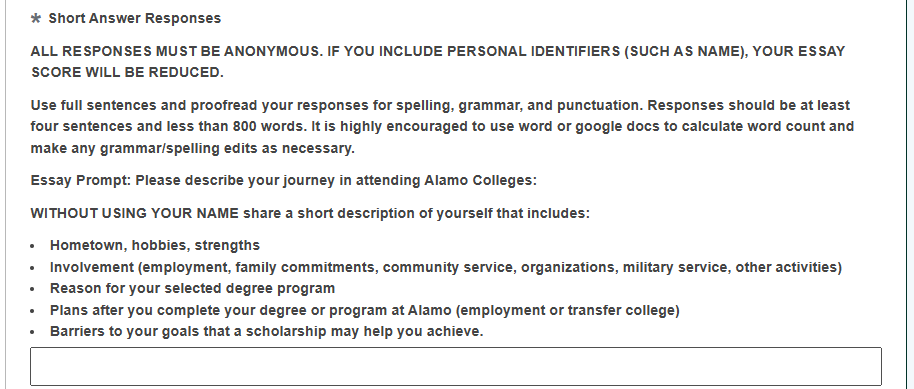 * Short Answer Responses
ALL RESPONSES MUST BE ANONYMOUS. IF YOU INCLUDE PERSONAL IDENTIFIERS (SUCH AS NAME), YOUR ESSAY
SCORE WILL BE REDUCED.
Use full sentences and proofread your responses for spelling, grammar, and punctuation. Responses should be at least
four sentences and less than 800 words. It is highly encouraged to use word or google docs to calculate word count and
make any grammar/spelling edits as necessary.
Essay Prompt: Please describe your journey in attending Alamo Colleges:
WITHOUT USING YOUR NAME share a short description of yourself that includes:
• Hometown, hobbies, strengths
• Involvement (employment, family commitments, community service, organizations, military service, other activities)
• Reason for your selected degree program
• Plans after you complete your degree or program at Alamo (employment or transfer college)
• Barriers to your goals that a scholarship may help you achieve.